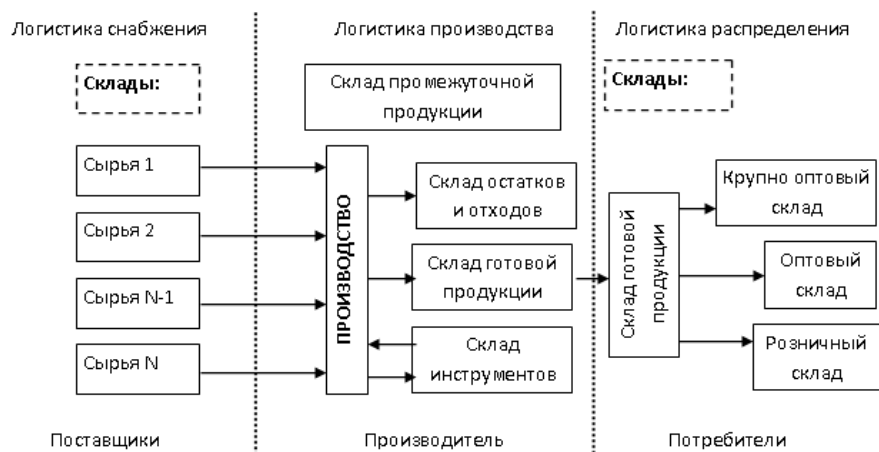 Логистика снабжения
Логистика производства
Логистика распределения
Склады:
Склад промежуточной
продукции
Склады:
Сырья 1
Сырья 2
Сырья N-1
Сырья N
ПРОИЗВОДСТВО
Склад остатков
и отходов
Склад готовой
продукции
Склад
инструментов
Склад готовой
продукции
Крупно оптовый
склад
Оптовый
склад
Розничный
склад
Поставщики
Производитель
Потребители